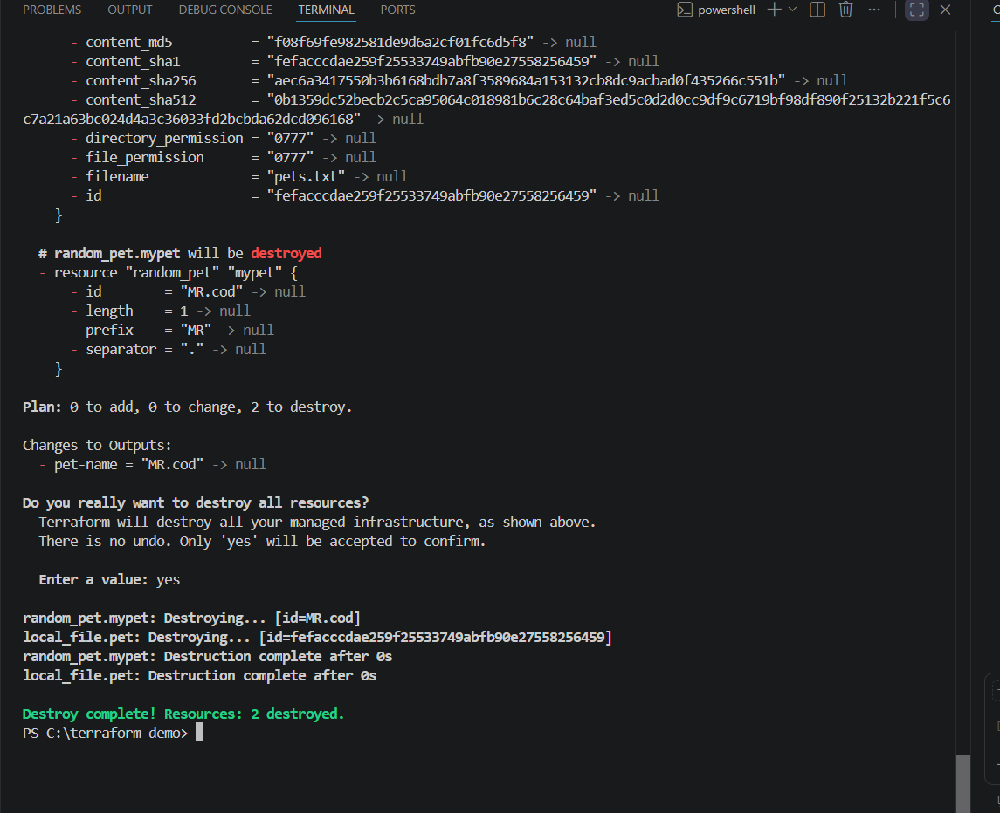 PROBLEMS OUTPUT DEBUG CONSOLE TERMINAL PORTS powershell
- content_md5 = "f08f69fe982581de9d6a2cf01fc6d5f8" -> null
- content_sha1 = "fefacccdae259f25533749abfb90e27558256459" -> null
- content_sha256 = "aec6a3417550b3b6168bdb7a8f3589684a153132cb8dc9acbad0f435266c551b" -> null
- content_sha512 = "0b1359dc52becb2c5ca95064c018981b6c28c64baf3ed5c0d2d0cc9df9c6719bf98df890f25132b221f5c6
c7a21a63bc024d4a3c36033fd2bcbda62dcd096168" -> null
- directory_permission = "0777" -> null
- file_permission = "0777" -> null
- filename = "pets.txt" -> null
- id = "fefacccdae259f25533749abfb90e27558256459" -> null
}
# random_pet.mypet will be destroyed
- resource "random_pet" "mypet" {
- id = "MR.cod" -> null
- length = 1 -> null
- prefix = "MR" -> null
- separator = "." -> null
}
Plan: 0 to add, 0 to change, 2 to destroy.
Changes to Outputs:
- pet-name = "MR.cod" -> null
Do you really want to destroy all resources?
Terraform will destroy all your managed infrastructure, as shown above.
There is no undo. Only 'yes' will be accepted to confirm.
Enter a value: yes
random_pet.mypet: Destroying... [id=MR.cod]
local_file.pet: Destroying... [id=fefacccdae259f25533749abfb90e27558256459]
random_pet.mypet: Destruction complete after 0s
local_file.pet: Destruction complete after 0s
Destroy complete! Resources: 2 destroyed.
PS C:\terraform demo>